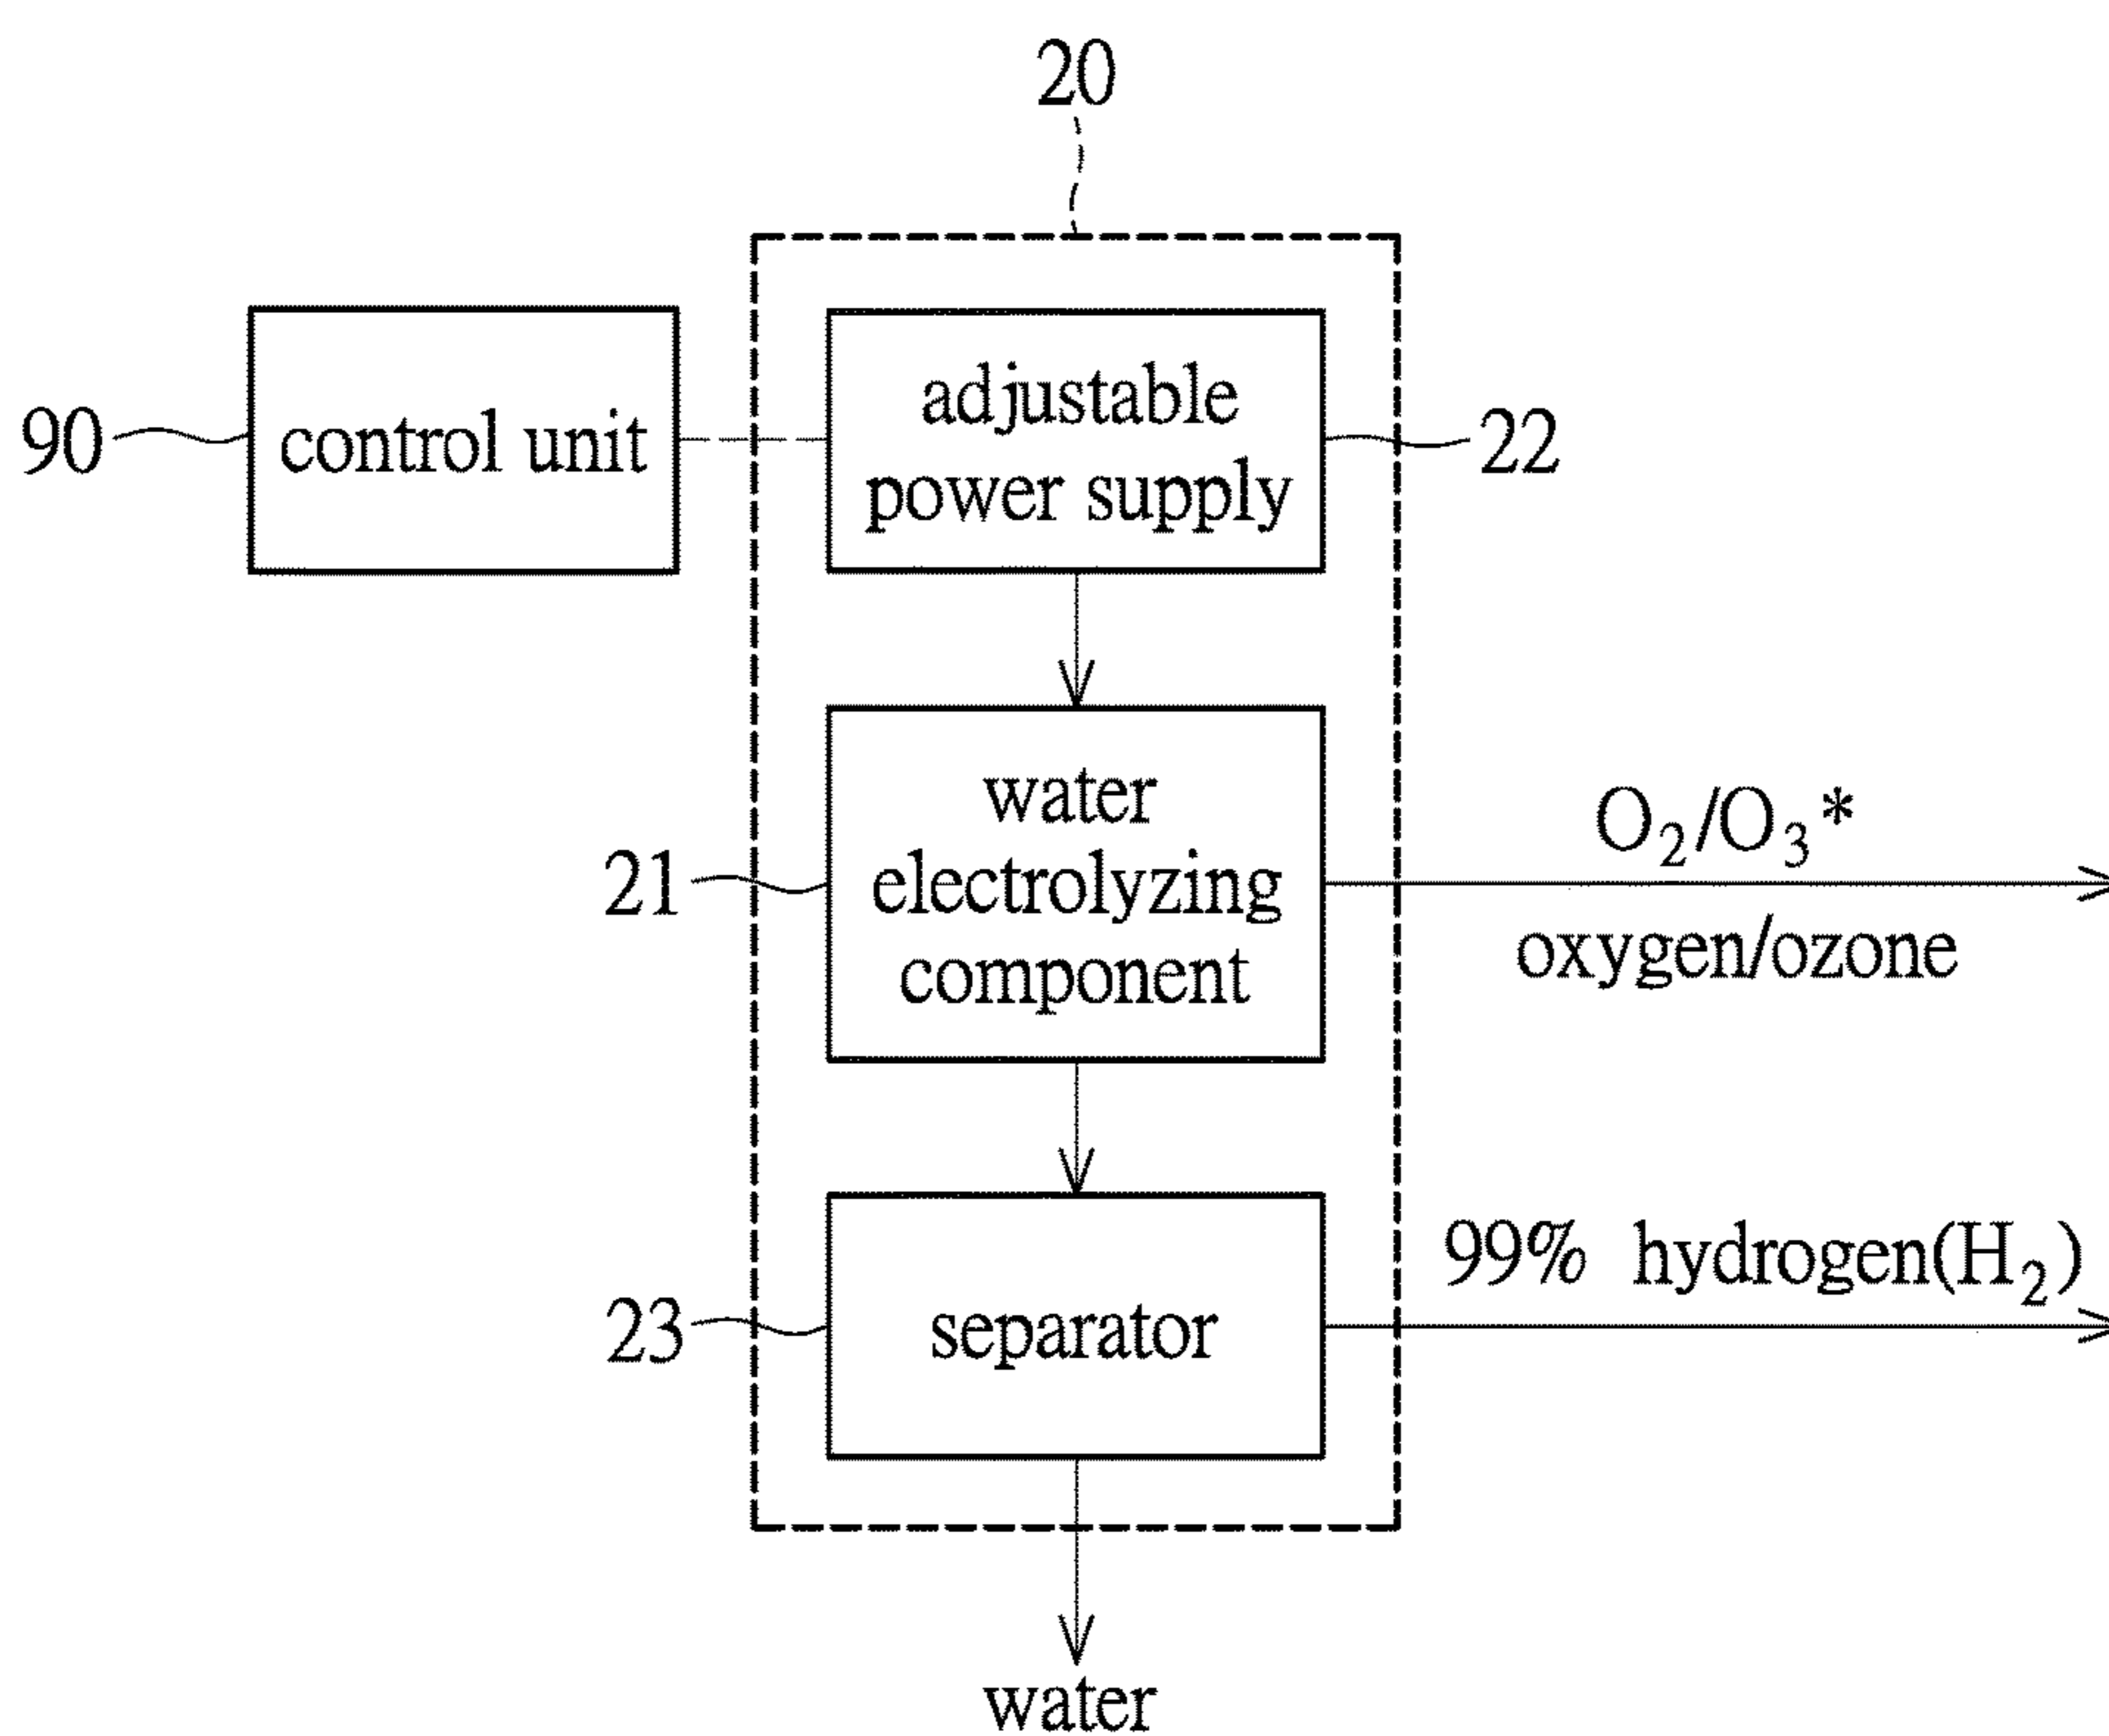 20
90
control unit
adjustable
power supply
22
21
water
electrolyzing
component
O₂/O₃*
oxygen/ozone
23
separator
99% hydrogen(H₂)
water